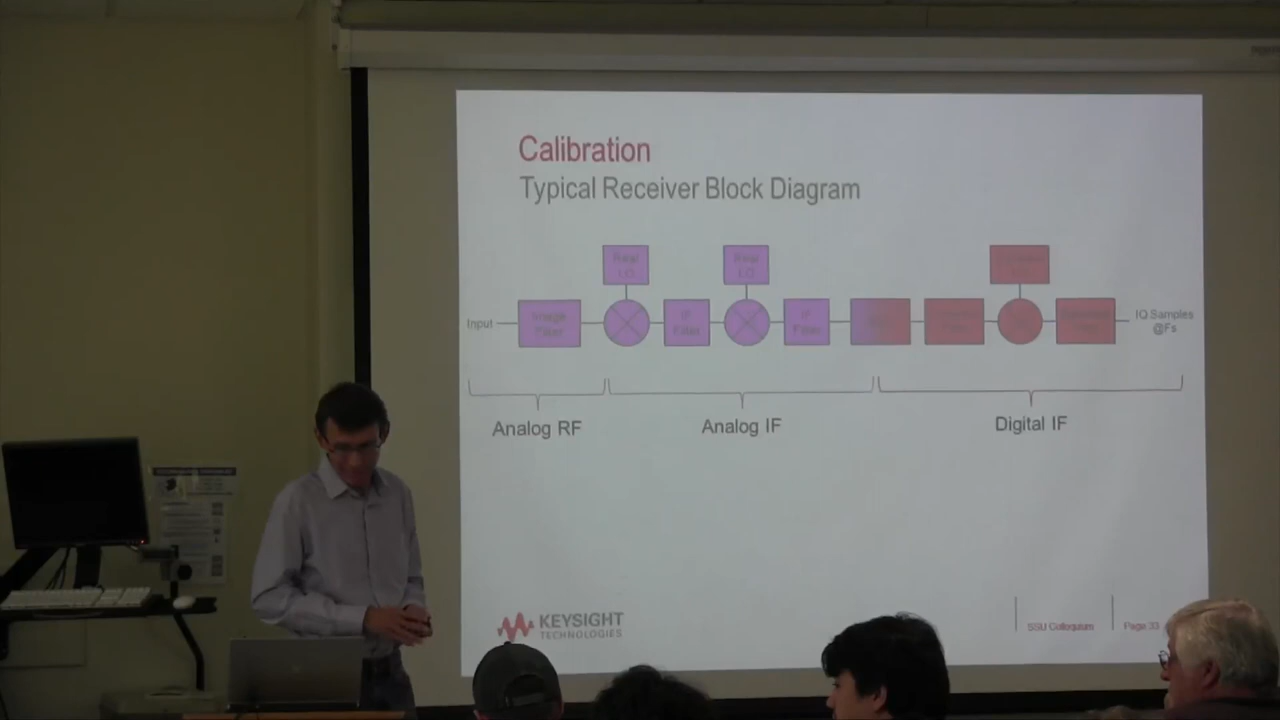 Calibration
Typical Receiver Block Diagram
Real
LO
Real
LO
Input
Image
Filter
IF
Filter
IF
Filter
IQ Samples
@Fs
Analog RF
Analog IF
Digital IF
KEYSIGHT
TECHNOLOGIES
SSU Colloquium
Page 33